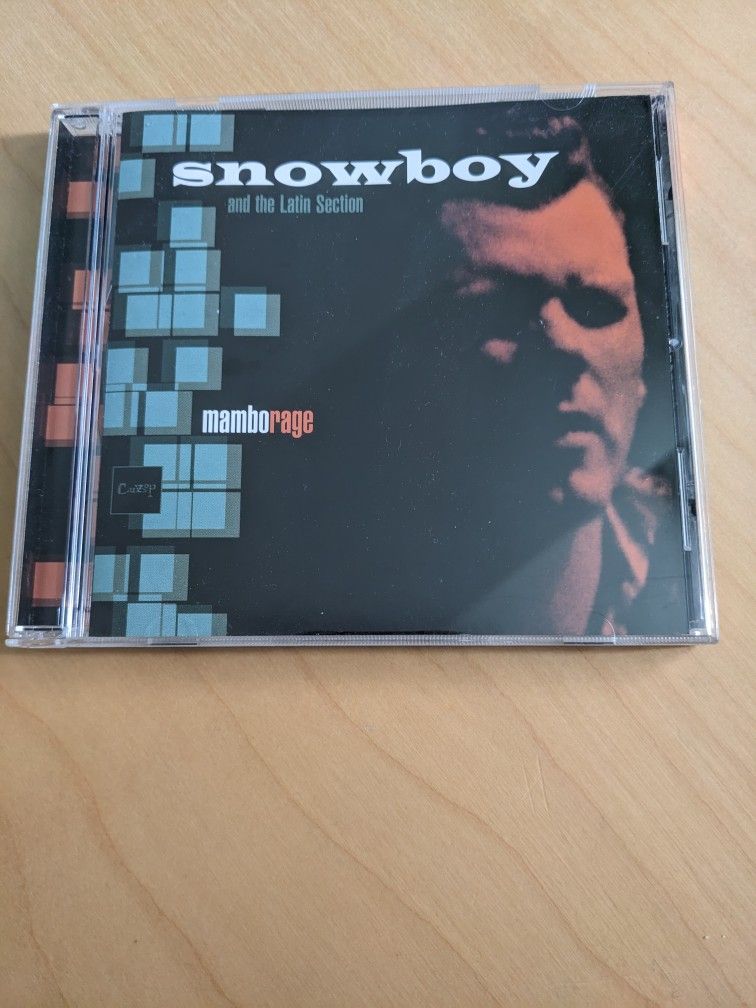 snowboy
and the Latin Section
mamborage